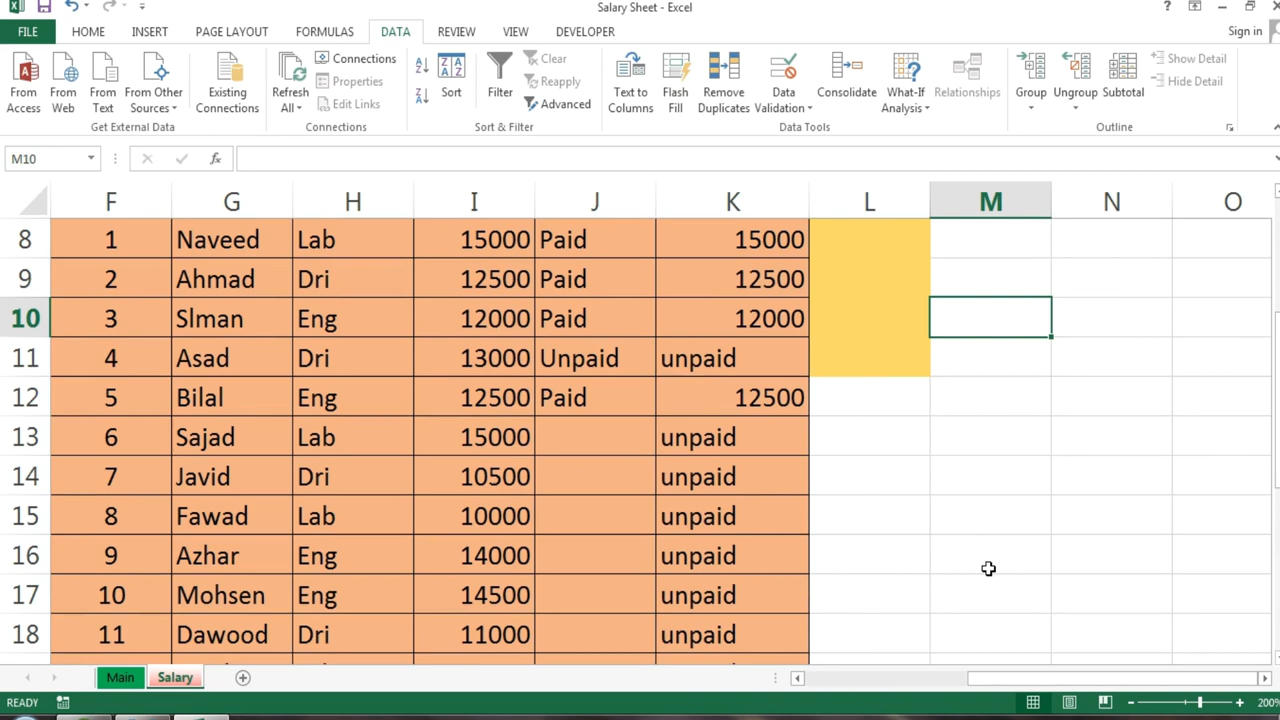 Salary Sheet - Excel
?
FILE HOME INSERT PAGE LAYOUT FORMULAS DATA REVIEW VIEW DEVELOPER Sign in
From Access
From Web
From Text
From Other Sources
Existing Connections
Get External Data
Refresh All
Connections
Properties
Edit Links
Connections
Sort
Filter
Clear
Reapply
Advanced
Sort & Filter
Text to Columns
Flash Fill
Remove Duplicates
Data Validation
Consolidate
What-If Analysis
Relationships
Data Tools
Group
Ungroup
Subtotal
Show Detail
Hide Detail
Outline
M10 fx
F G H I J K L M N O
8 1 Naveed Lab 15000 Paid 15000
9 2 Ahmad Dri 12500 Paid 12500
10 3 Slman Eng 12000 Paid 12000
11 4 Asad Dri 13000 Unpaid unpaid
12 5 Bilal Eng 12500 Paid 12500
13 6 Sajad Lab 15000 unpaid
14 7 Javid Dri 10500 unpaid
15 8 Fawad Lab 10000 unpaid
16 9 Azhar Eng 14000 unpaid
17 10 Mohsen Eng 14500 unpaid
18 11 Dawood Dri 11000 unpaid
Main Salary
READY 200%